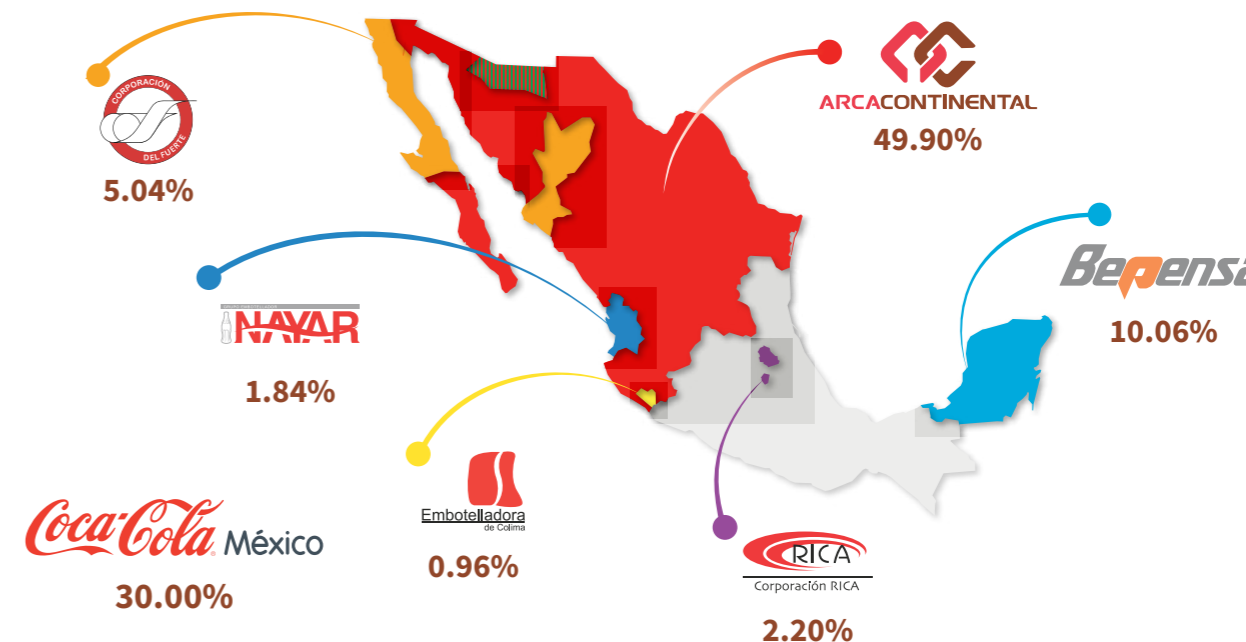 CORPORACIÓN
DEL FUERTE
5.04%
ARCACONTINENTAL
49.90%
Bepensa
10.06%
NAYAR
1.84%
Embotelladora
de Colima
0.96%
Coca-Cola México
30.00%
RICA
Corporación RICA
2.20%